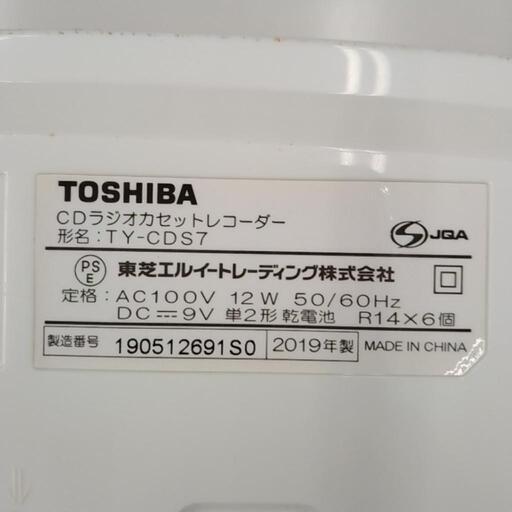 TOSHIBA
CDラジオカセットレコーダー
形名:TY-CDS7
JQA
PS
E
東芝エルイートレーディング株式会社
定格:AC100V 12W 50/60Hz
DC⎓9V 単2形 乾電池 R14×6個
製造番号 190512691S0 2019年製 MADE IN CHINA